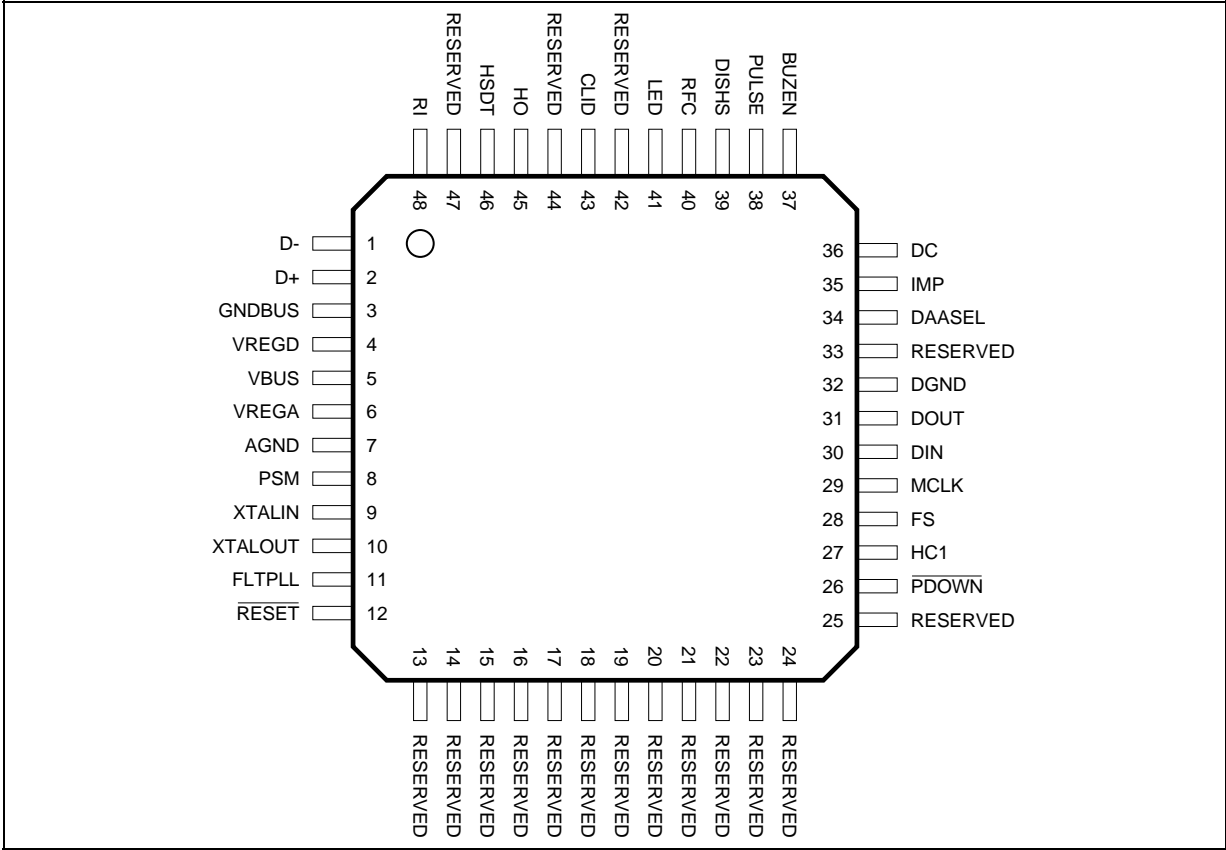 RI
RESERVED
HSDT
HO
RESERVED
CLID
RESERVED
LED
RFC
DISHS
PULSE
BUZEN
48
47
46
45
44
43
42
41
40
39
38
37
D- 1
D+ 2
GNDBUS 3
VREGD 4
VBUS 5
VREGA 6
AGND 7
PSM 8
XTALIN 9
XTALOUT 10
FLTPLL 11
RESET 12
36 DC
35 IMP
34 DAASEL
33 RESERVED
32 DGND
31 DOUT
30 DIN
29 MCLK
28 FS
27 HC1
26 PDOWN
25 RESERVED
13
14
15
16
17
18
19
20
21
22
23
24
RESERVED
RESERVED
RESERVED
RESERVED
RESERVED
RESERVED
RESERVED
RESERVED
RESERVED
RESERVED
RESERVED
RESERVED